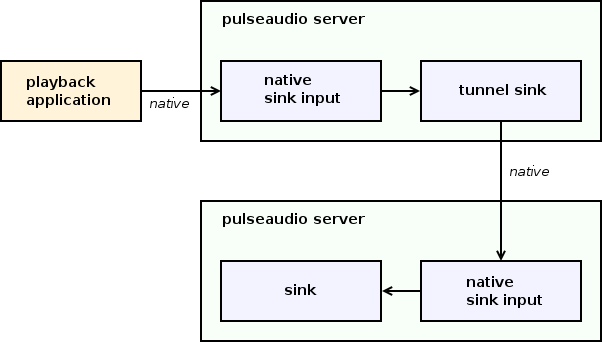 pulseaudio server
playback
application
native
native
sink input
tunnel sink
native
pulseaudio server
sink
native
sink input